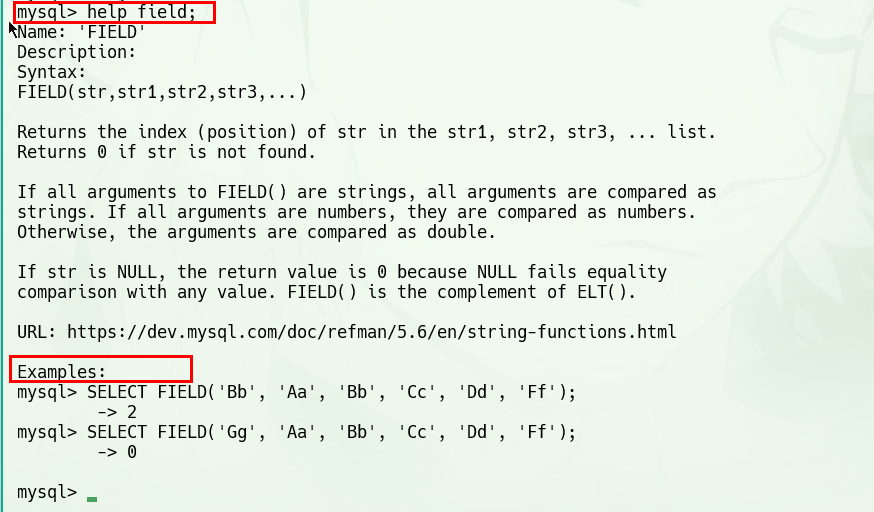 mysql> help field;
Name: 'FIELD'
Description:
Syntax:
FIELD(str,str1,str2,str3,...)
Returns the index (position) of str in the str1, str2, str3, ... list.
Returns 0 if str is not found.
If all arguments to FIELD() are strings, all arguments are compared as
strings. If all arguments are numbers, they are compared as numbers.
Otherwise, the arguments are compared as double.
If str is NULL, the return value is 0 because NULL fails equality
comparison with any value. FIELD() is the complement of ELT().
URL: https://dev.mysql.com/doc/refman/5.6/en/string-functions.html
Examples:
mysql> SELECT FIELD('Bb', 'Aa', 'Bb', 'Cc', 'Dd', 'Ff');
-> 2
mysql> SELECT FIELD('Gg', 'Aa', 'Bb', 'Cc', 'Dd', 'Ff');
-> 0
mysql>